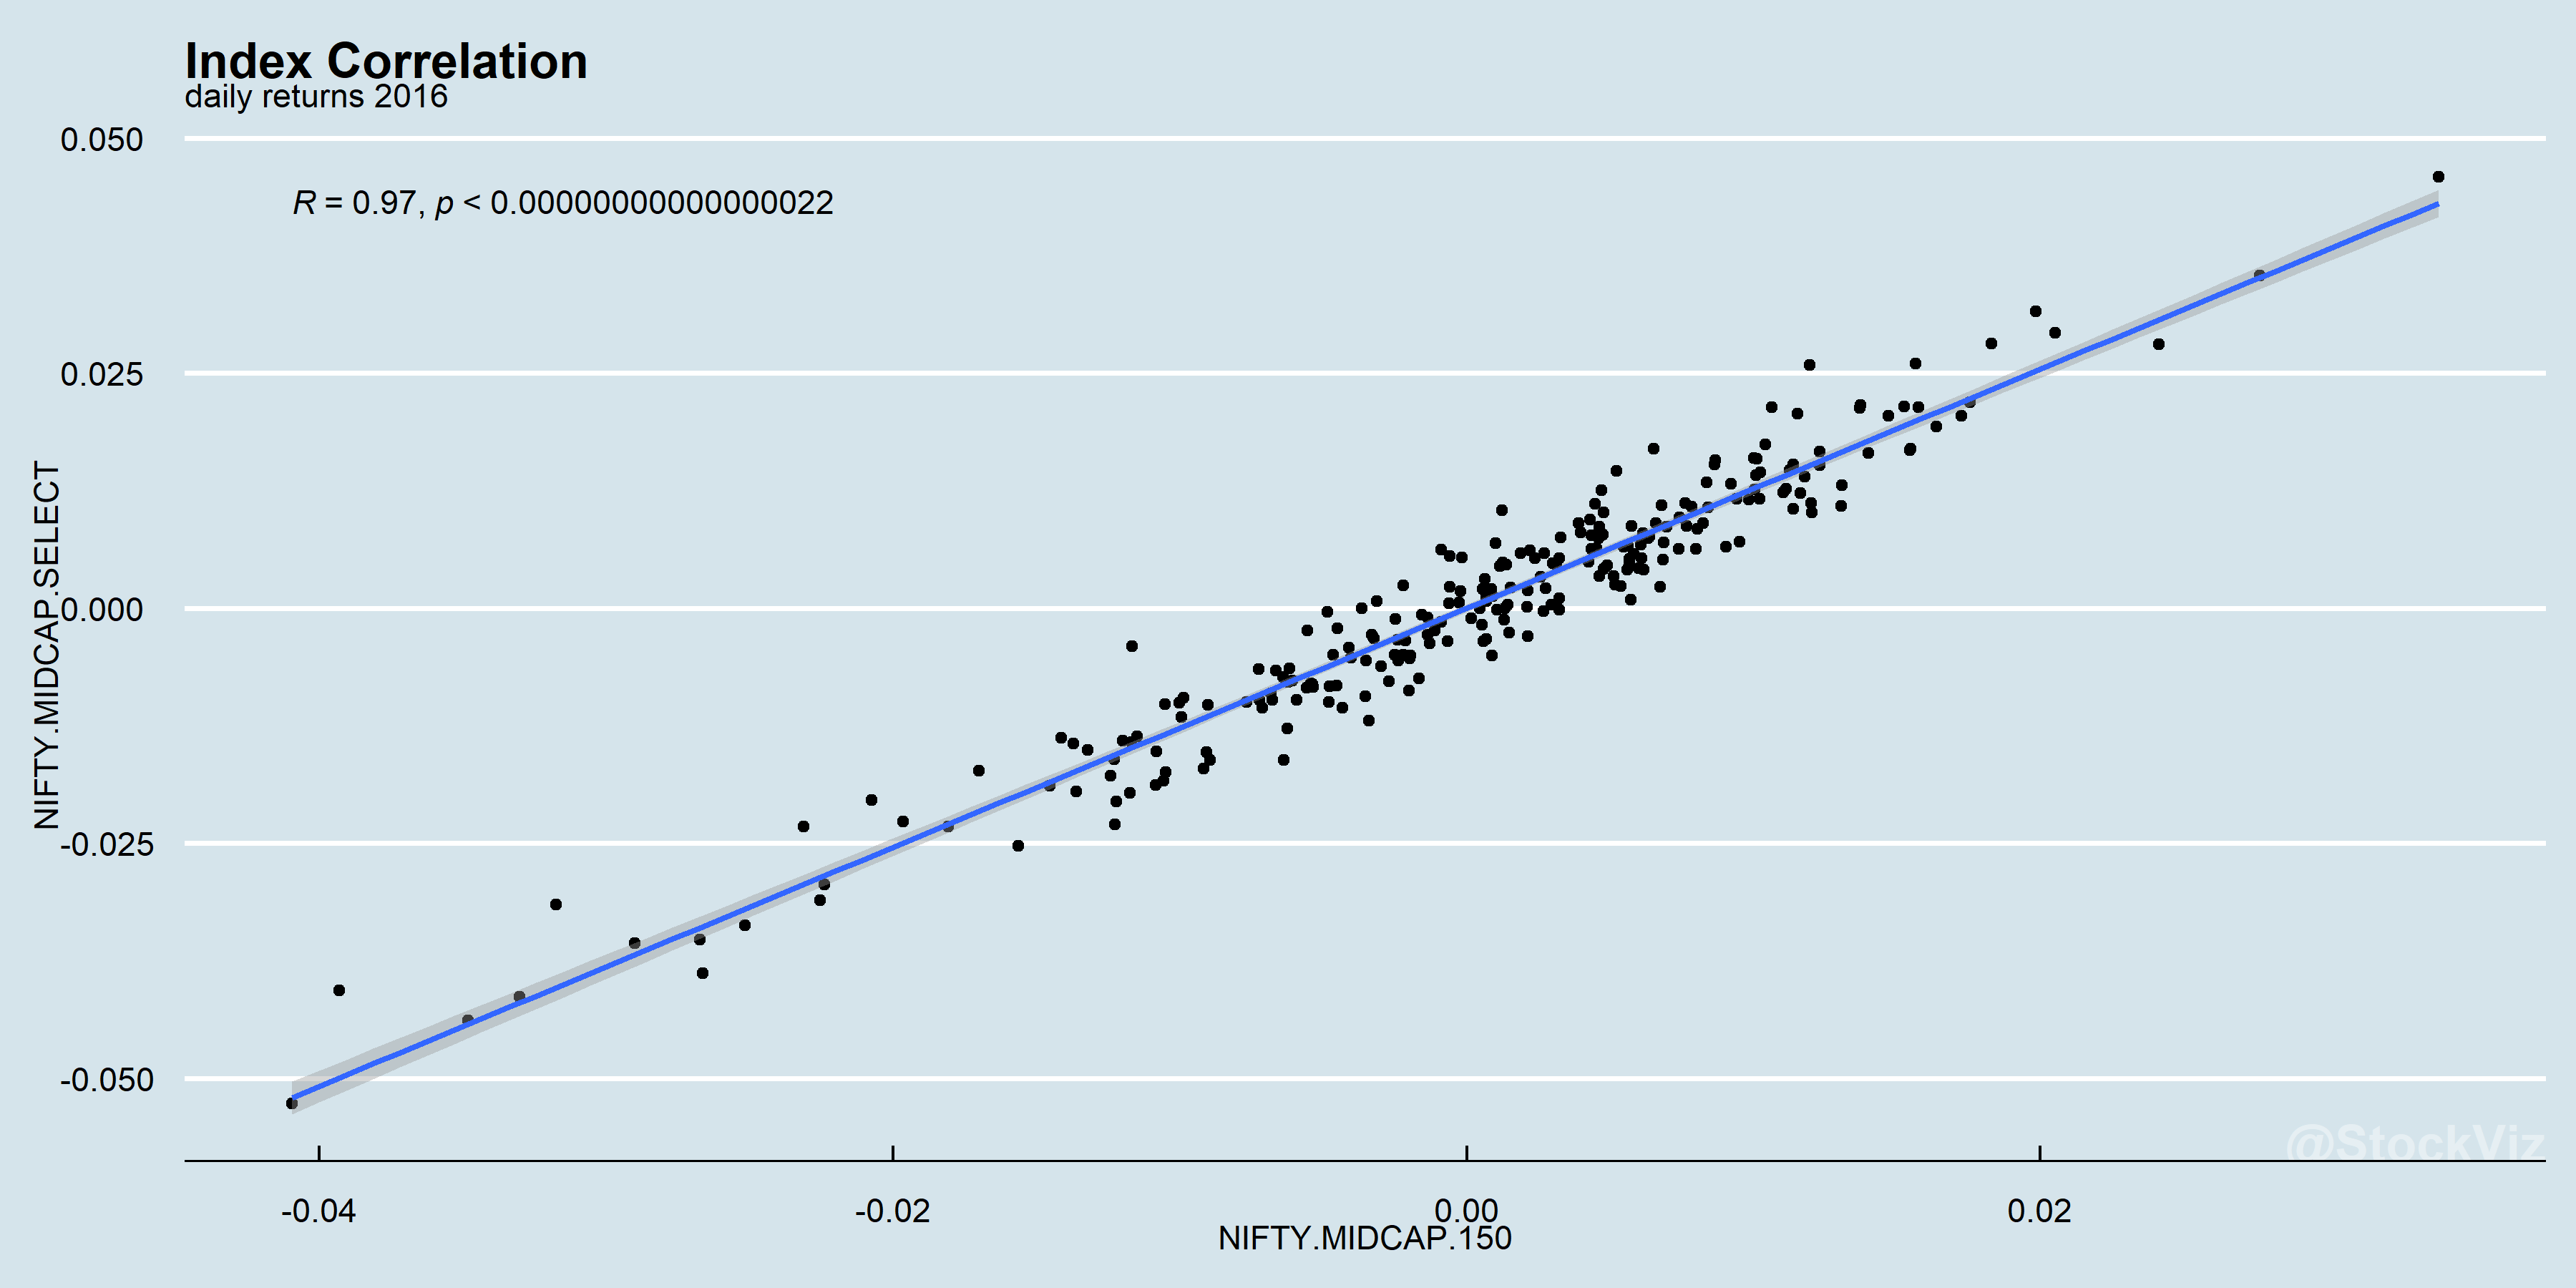 Index Correlation
daily returns 2016
R = 0.97, p < 0.00000000000000022
0.050
0.025
0.000
-0.025
-0.050
NIFTY.MIDCAP.SELECT
@StockViz
-0.04
-0.02
0.00
0.02
NIFTY.MIDCAP.150